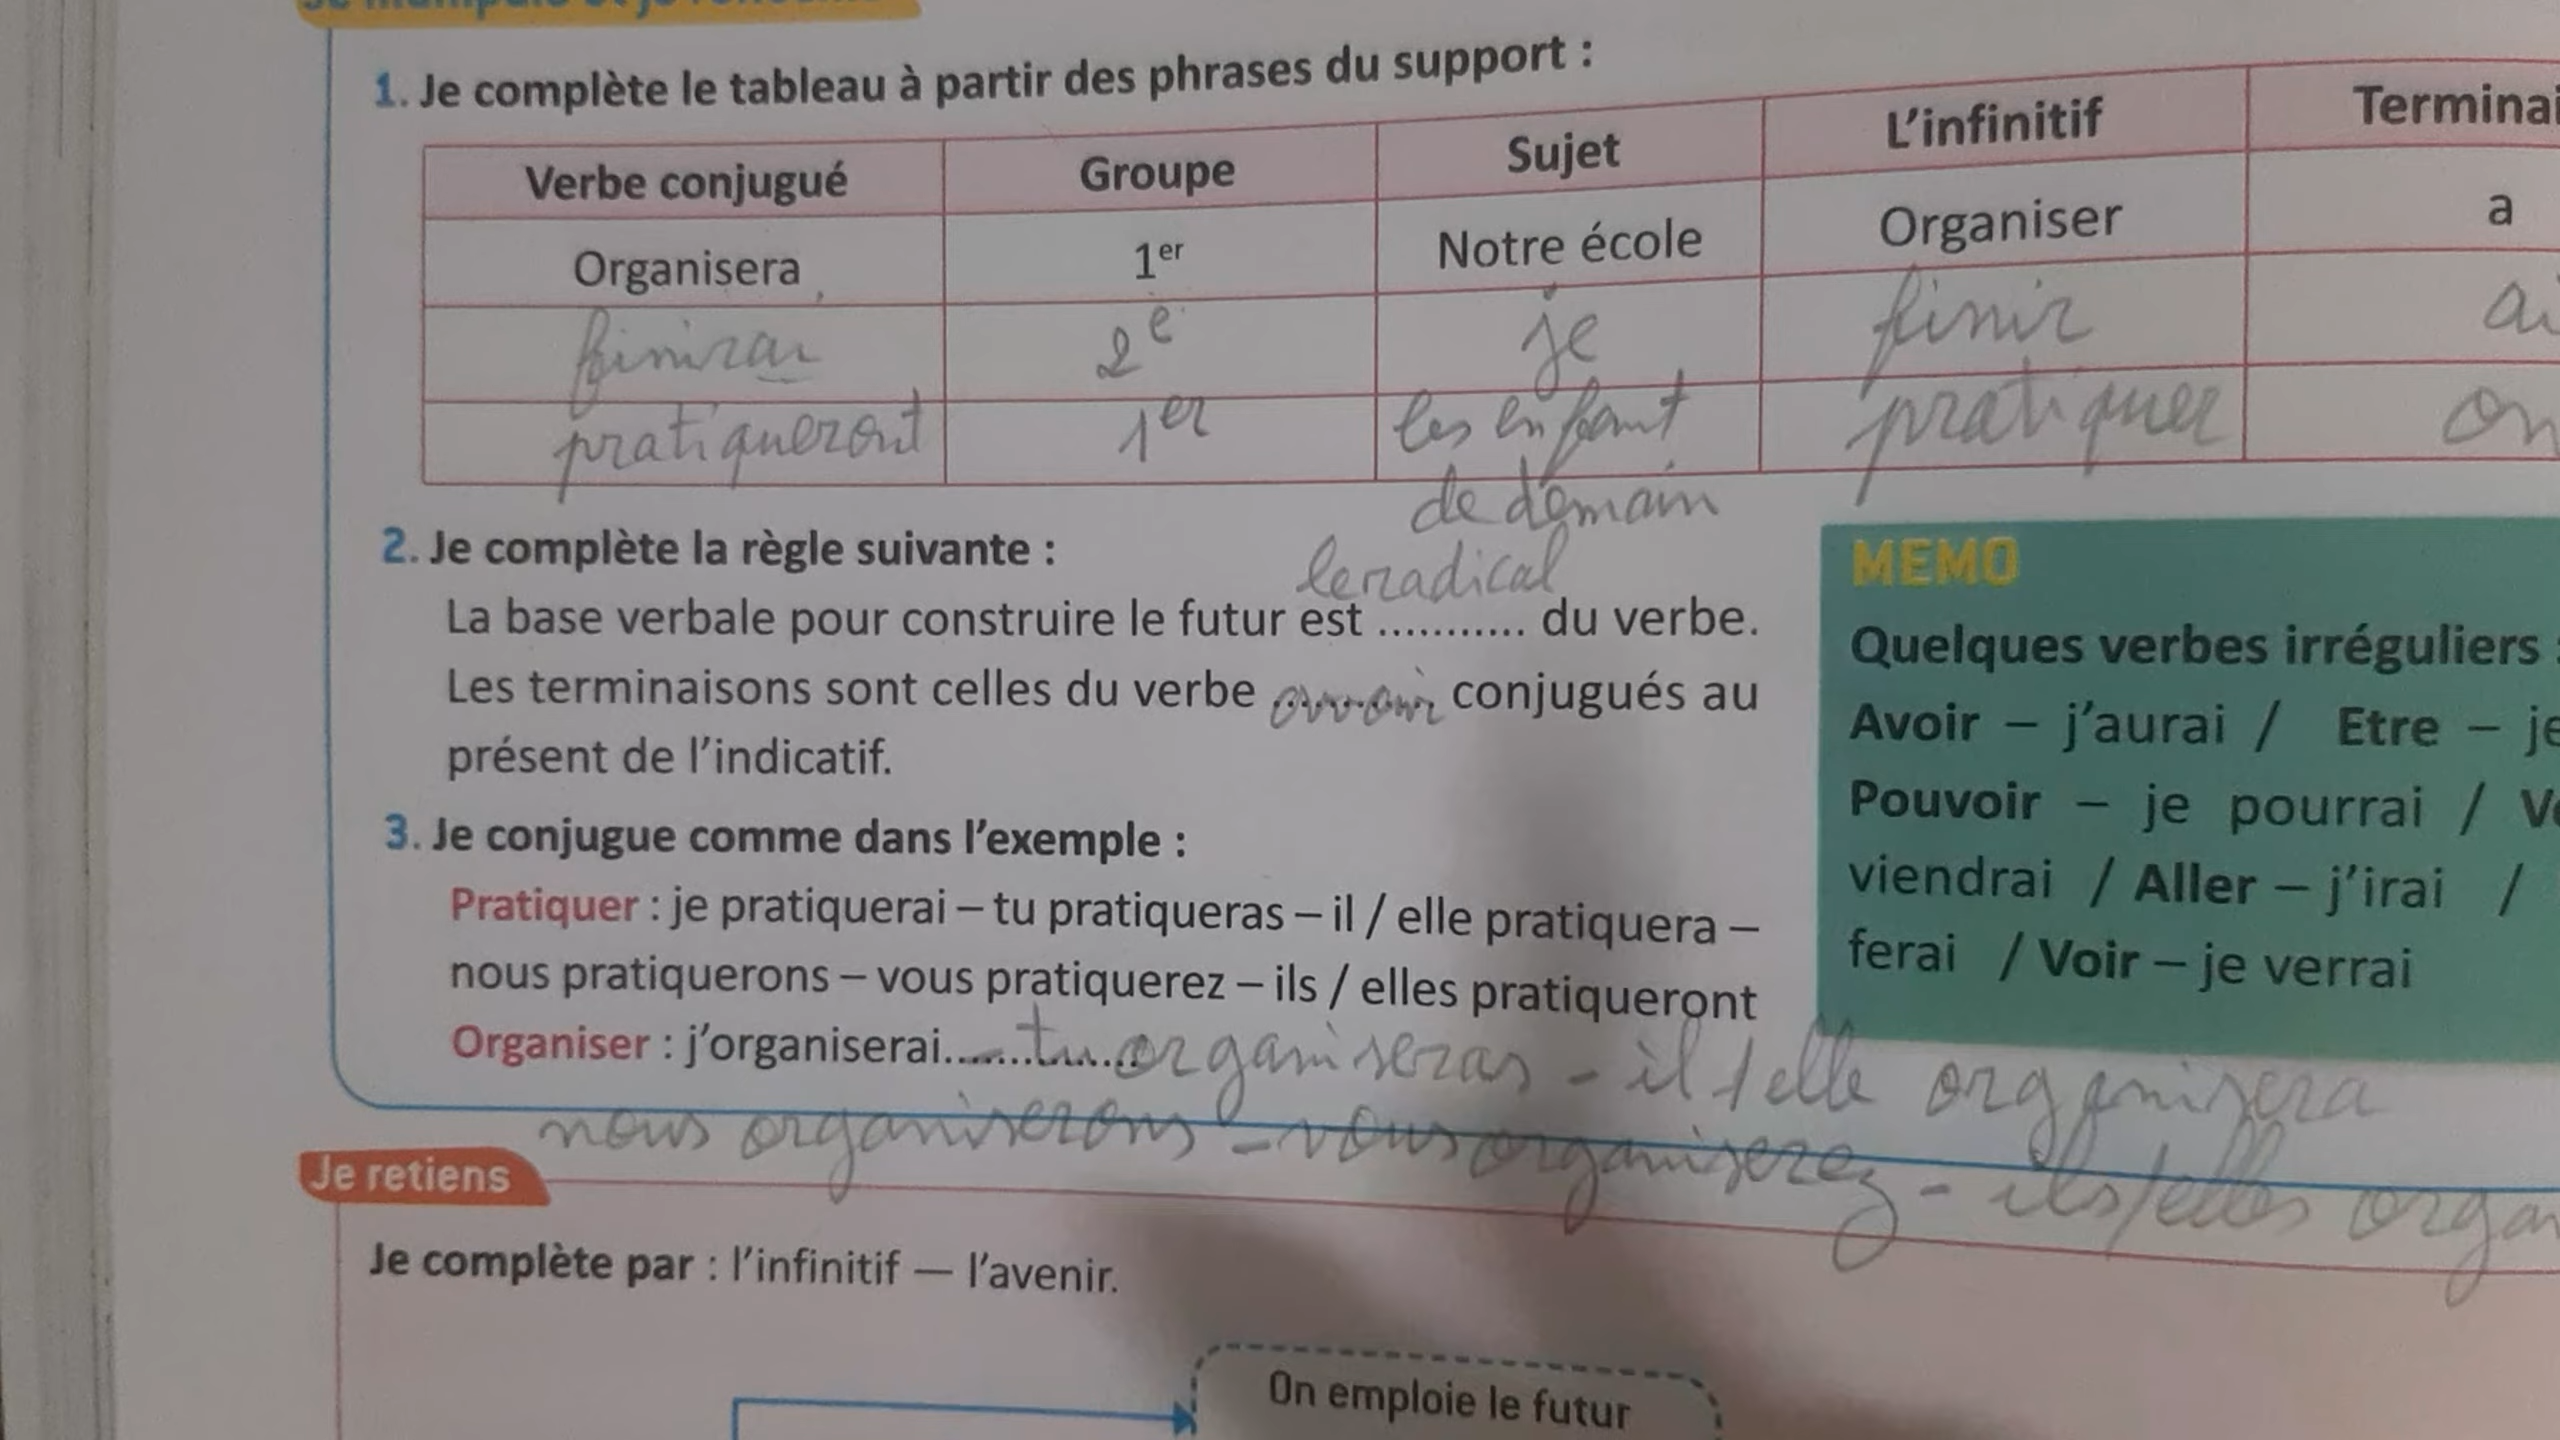 1. Je complète le tableau à partir des phrases du support :
Verbe conjugué Groupe Sujet L'infinitif Terminai
Organisera 1er Notre école Organiser a
finirai 2e je finir ai
pratiqueront 1er les enfant pratiquer on
de demain
2. Je complète la règle suivante :
le radical
La base verbale pour construire le futur est ........... du verbe.
Les terminaisons sont celles du verbe avoir conjugués au
présent de l'indicatif.
3. Je conjugue comme dans l'exemple :
Pratiquer : je pratiquerai – tu pratiqueras – il / elle pratiquera –
nous pratiquerons – vous pratiquerez – ils / elles pratiqueront
Organiser : j'organiserai............... - tu organiseras - il / elle organisera
nous organiserons - vous organiserez - ils/elles organ
MEMO
Quelques verbes irréguliers :
Avoir – j'aurai / Etre – je
Pouvoir – je pourrai / Ve
viendrai / Aller – j'irai /
ferai / Voir – je verrai
Je retiens
Je complète par : l'infinitif — l'avenir.
On emploie le futur